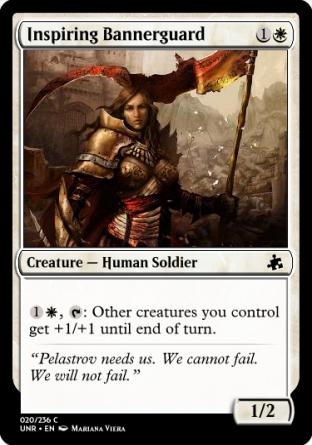 Inspiring Bannerguard 1
Creature — Human Soldier
1 , : Other creatures you control
get +1/+1 until end of turn.
“Pelastrov needs us. We cannot fail.
We will not fail.”
1/2
020/236 C
UNR • EN Mariana Viera